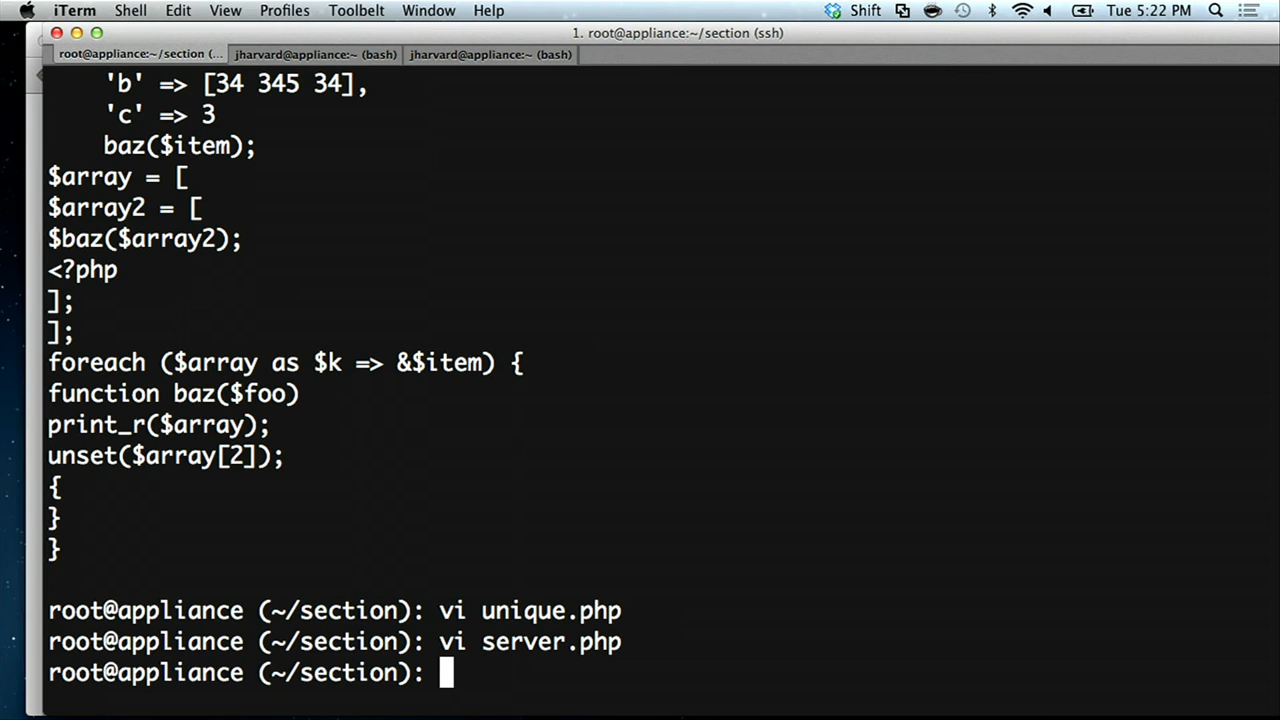 iTerm Shell Edit View Profiles Toolbelt Window Help Shift Tue 5:22 PM
1. root@appliance:~/section (ssh)
root@appliance:~/section (... jharvard@appliance:~ (bash) jharvard@appliance:~ (bash)
'b' => [34 345 34],
'c' => 3
baz($item);
$array = [
$array2 = [
$baz($array2);
<?php
];
];
foreach ($array as $k => &$item) {
function baz($foo)
print_r($array);
unset($array[2]);
{
}
}
root@appliance (~/section): vi unique.php
root@appliance (~/section): vi server.php
root@appliance (~/section):